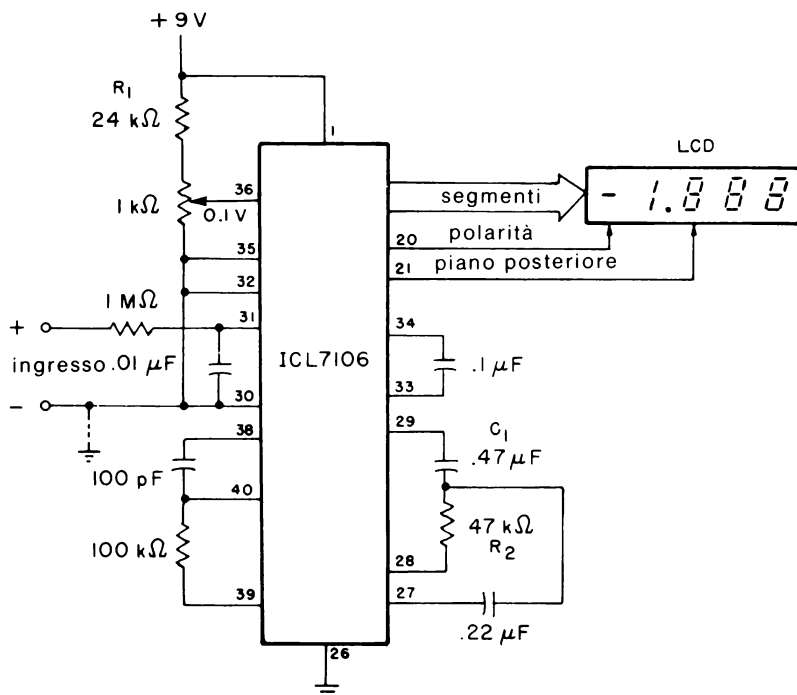 + 9 V
R1
24 kΩ
1
LCD
36
segmenti
- 1.888
1 kΩ
0.1 V
20
polarità
35
21
piano posteriore
32
1 MΩ
+
31
34
ingresso .01 µF
ICL7106
.1 µF
33
-
30
29
38
C1
.47 µF
100 pF
40
47 kΩ
R2
100 kΩ
28
39
27
.22 µF
26